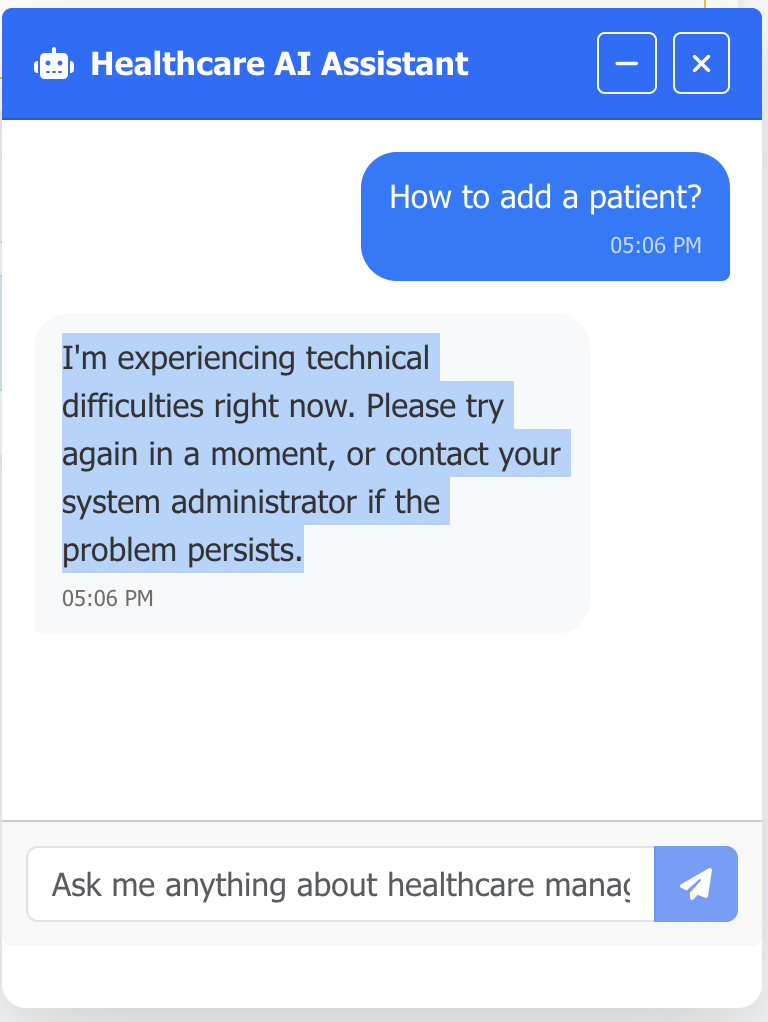 Healthcare AI Assistant
How to add a patient?
05:06 PM
I'm experiencing technical
difficulties right now. Please try
again in a moment, or contact your
system administrator if the
problem persists.
05:06 PM
Ask me anything about healthcare manag